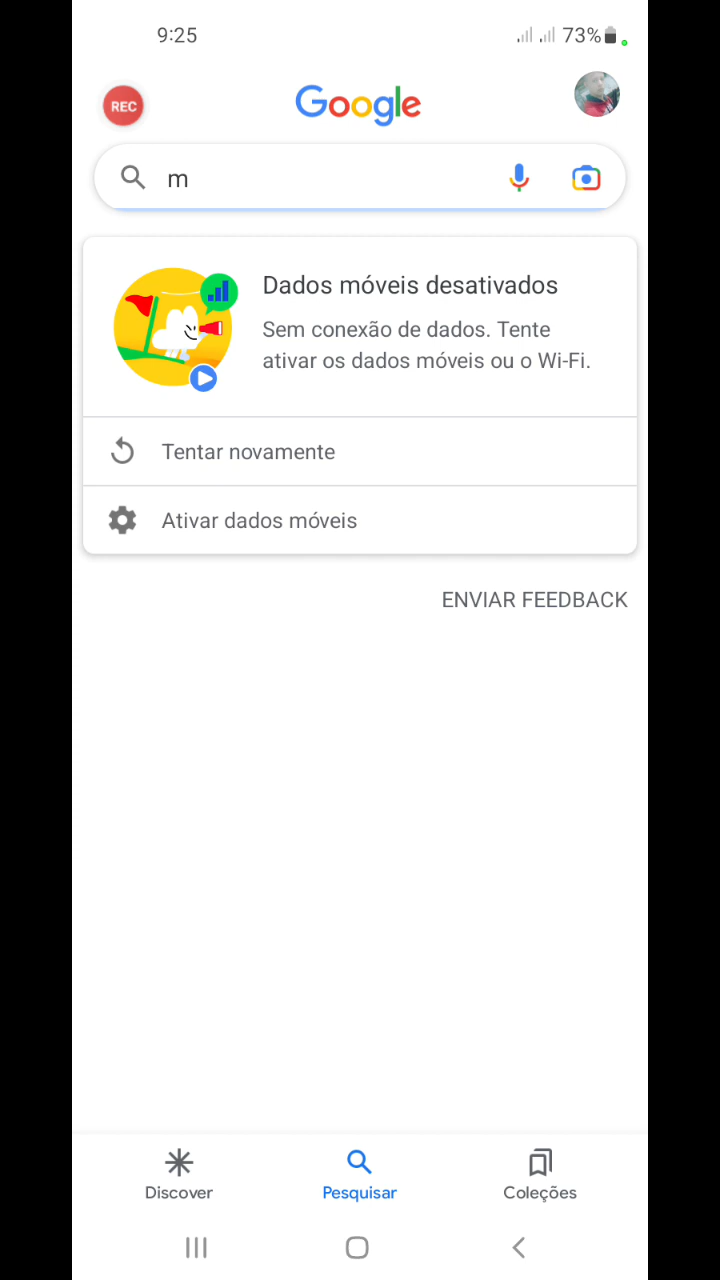 9:25
73%
REC
Google
m
Dados móveis desativados
Sem conexão de dados. Tente
ativar os dados móveis ou o Wi-Fi.
Tentar novamente
Ativar dados móveis
ENVIAR FEEDBACK
Discover
Pesquisar
Coleções